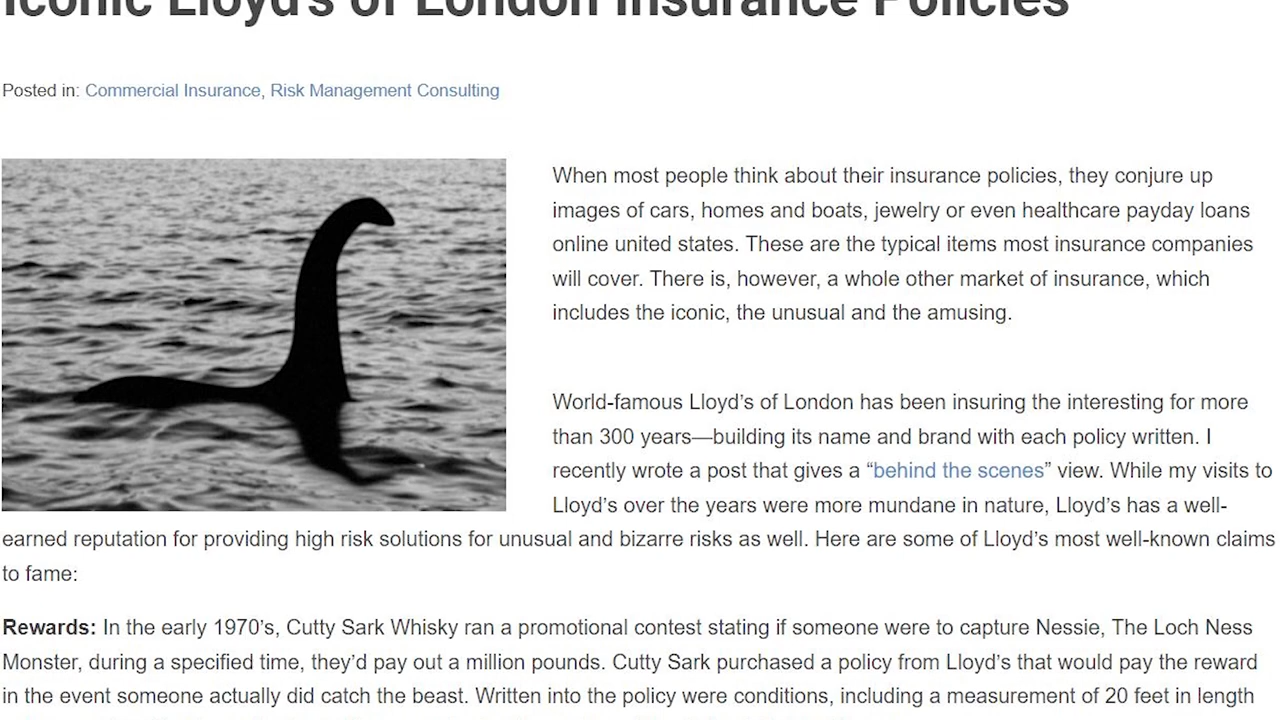 Iconic Lloyd's of London Insurance Policies
Posted in: Commercial Insurance, Risk Management Consulting
When most people think about their insurance policies, they conjure up
images of cars, homes and boats, jewelry or even healthcare payday loans
online united states. These are the typical items most insurance companies
will cover. There is, however, a whole other market of insurance, which
includes the iconic, the unusual and the amusing.
World-famous Lloyd’s of London has been insuring the interesting for more
than 300 years—building its name and brand with each policy written. I
recently wrote a post that gives a “behind the scenes” view. While my visits to
Lloyd’s over the years were more mundane in nature, Lloyd’s has a well-
earned reputation for providing high risk solutions for unusual and bizarre risks as well. Here are some of Lloyd’s most well-known claims
to fame:
Rewards: In the early 1970’s, Cutty Sark Whisky ran a promotional contest stating if someone were to capture Nessie, The Loch Ness
Monster, during a specified time, they’d pay out a million pounds. Cutty Sark purchased a policy from Lloyd’s that would pay the reward
in the event someone actually did catch the beast. Written into the policy were conditions, including a measurement of 20 feet in length